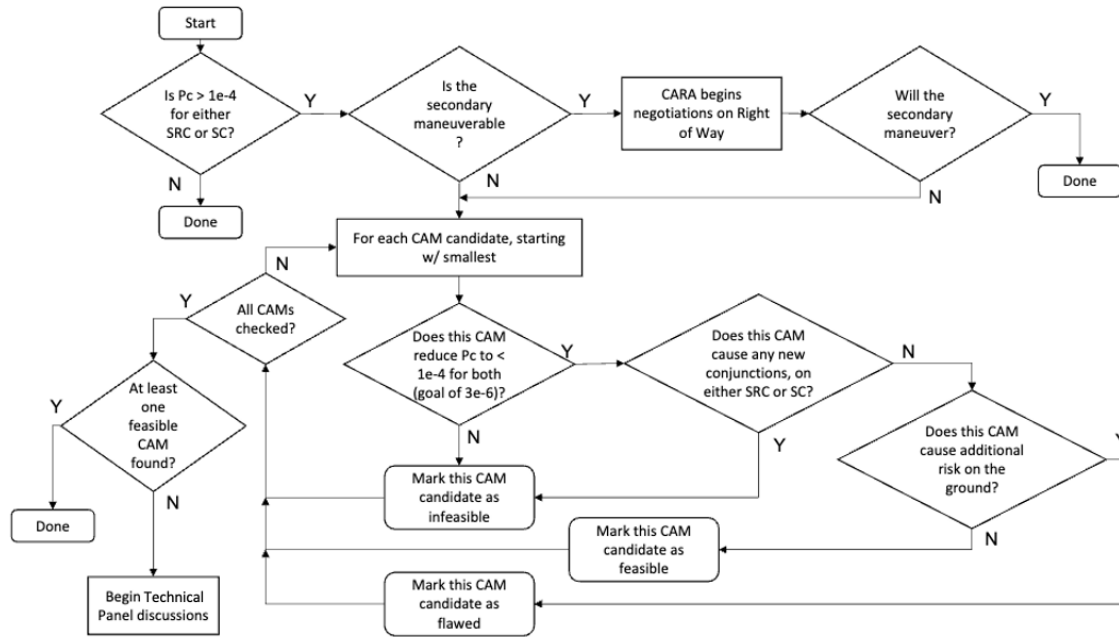 Start
Is Pc > 1e-4
for either
SRC or SC?
Y
N
Done
Is the
secondary
maneuverable
?
Y
N
CARA begins
negotiations on Right
of Way
Will the
secondary
maneuver?
Y
N
Done
For each CAM candidate, starting
w/ smallest
N
Y
All CAMs
checked?
Does this CAM
reduce Pc to <
1e-4 for both
(goal of 3e-6)?
Y
N
Does this CAM
cause any new
conjunctions, on
either SRC or SC?
N
Y
At least
one
feasible
CAM
found?
Y
N
Done
Does this CAM
cause additional
risk on the
ground?
Y
N
Mark this CAM
candidate as
infeasible
Mark this CAM
candidate as
feasible
Begin Technical
Panel discussions
Mark this CAM
candidate as
flawed